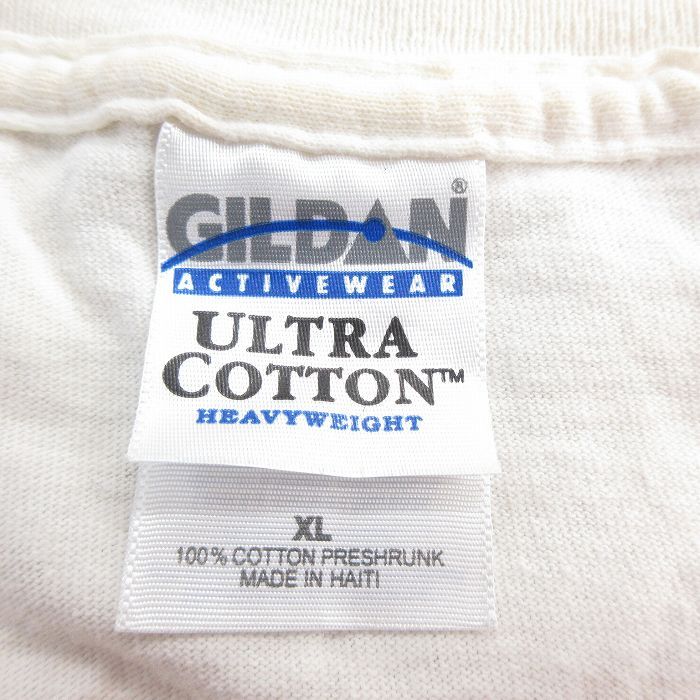 GILDAN®
ACTIVEWEAR
ULTRA
COTTON™
HEAVYWEIGHT
XL
100% COTTON PRESHRUNK
MADE IN HAITI